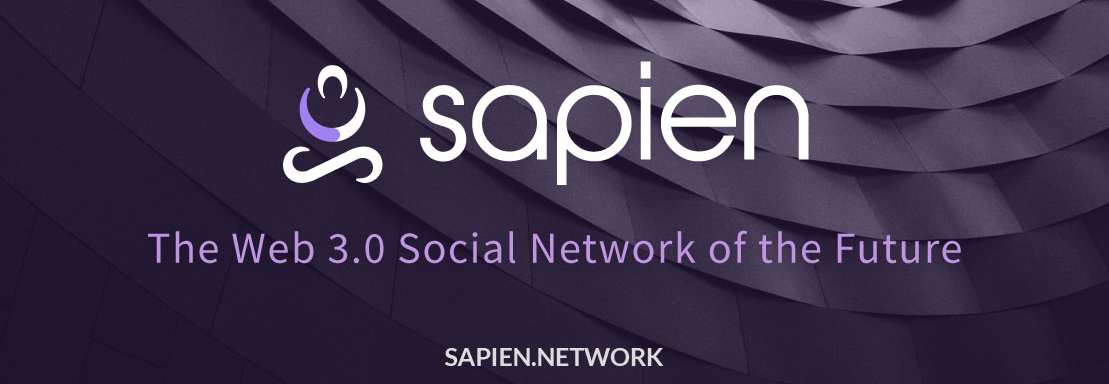 sapien
The Web 3.0 Social Network of the Future
SAPIEN.NETWORK